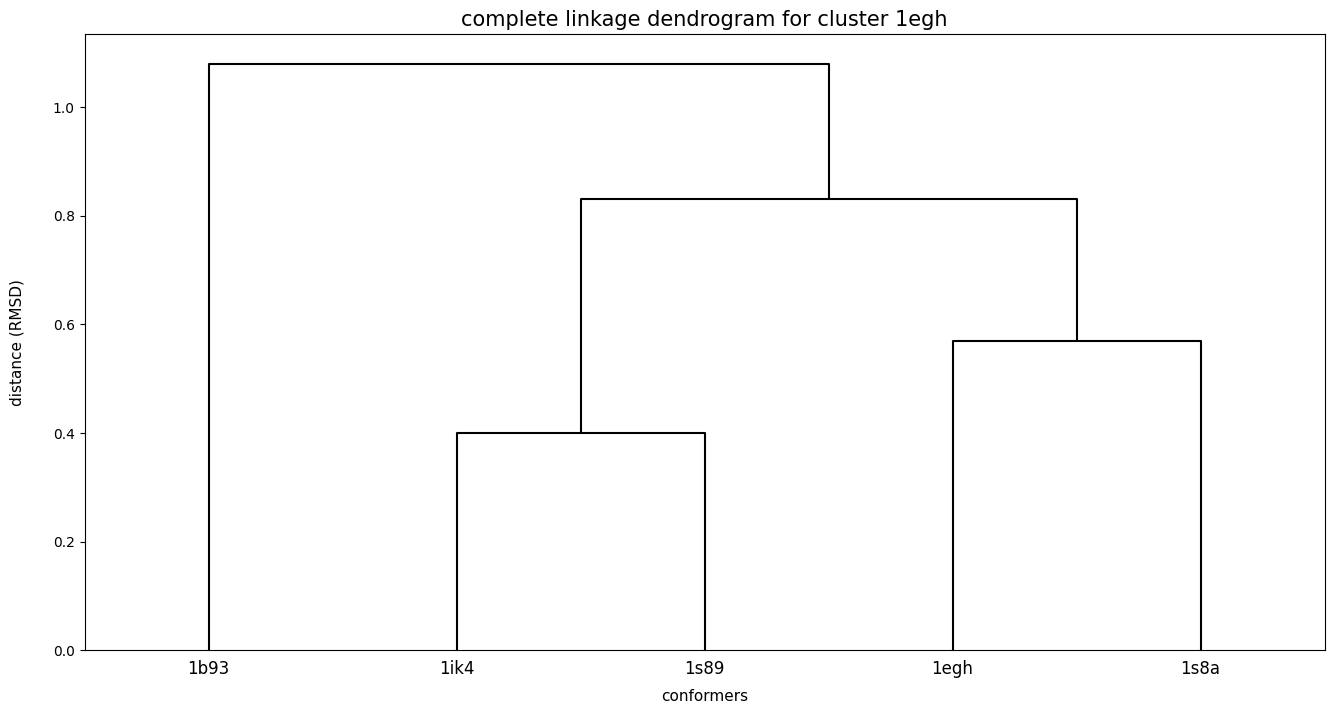 complete linkage dendrogram for cluster 1egh
distance (RMSD)
1.0
0.8
0.6
0.4
0.2
0.0
1b93 1ik4 1s89 1egh 1s8a
conformers